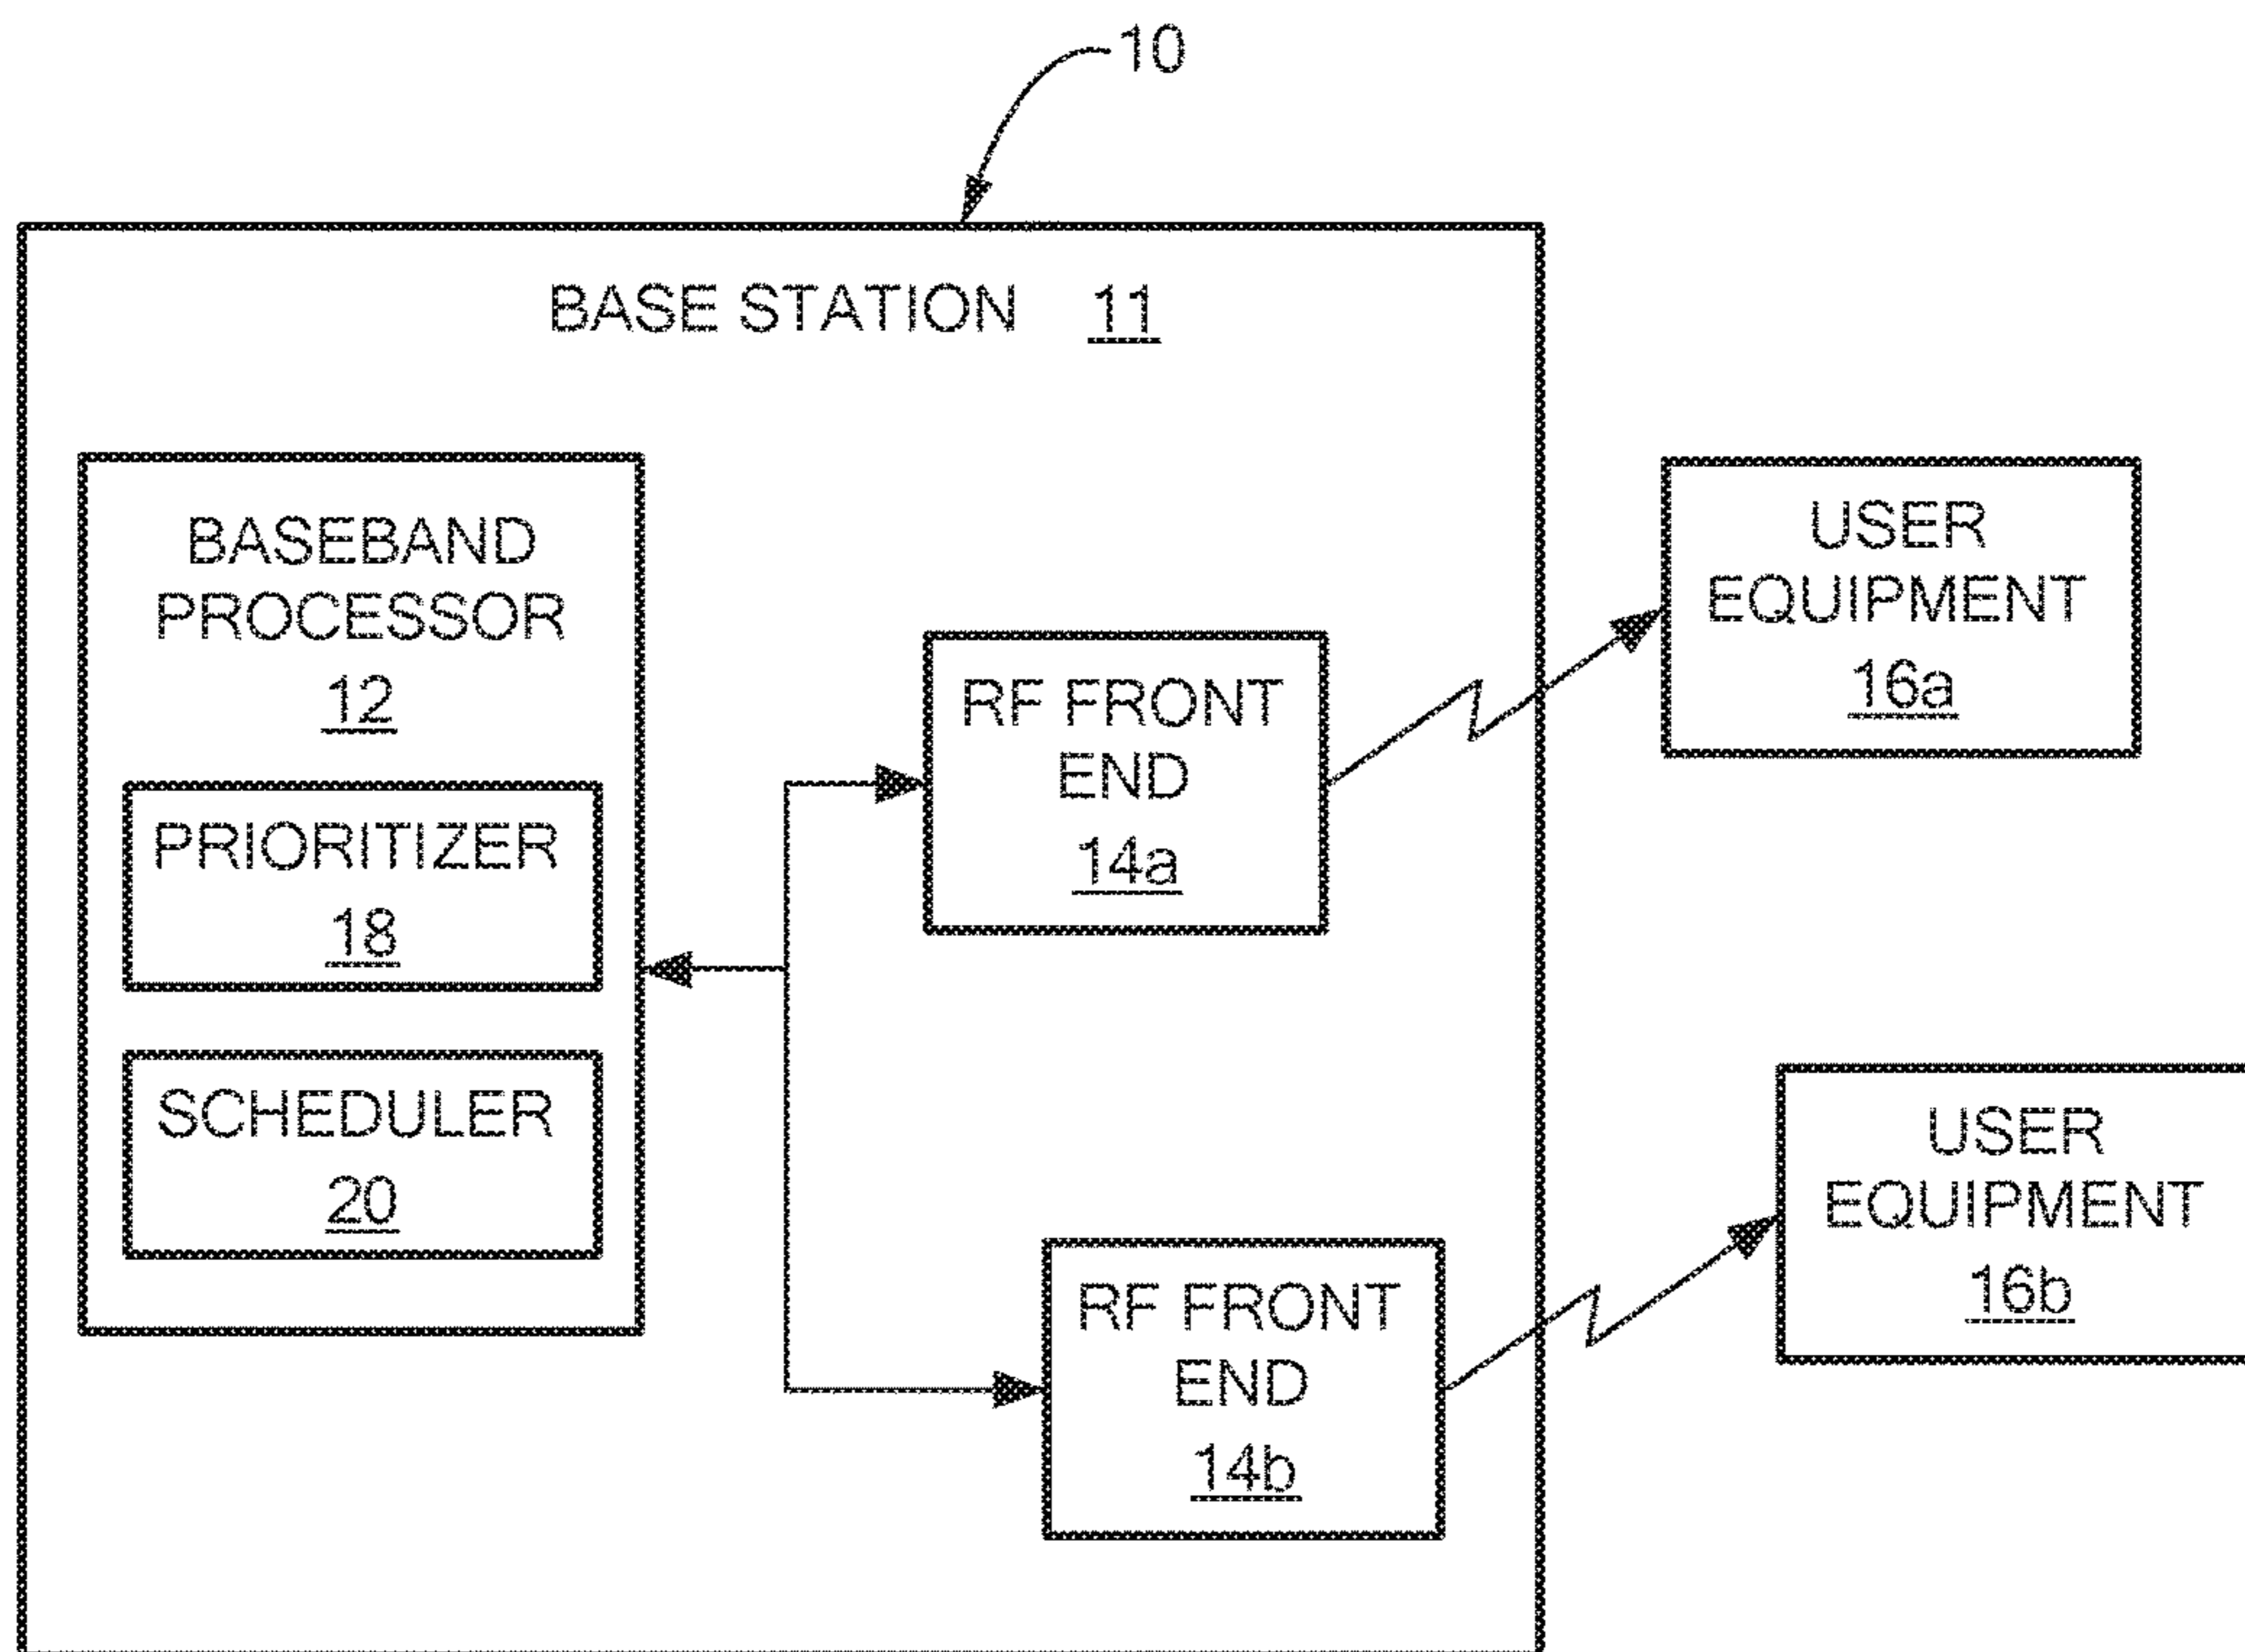 10
BASE STATION 11
BASEBAND
PROCESSOR
12
PRIORITIZER
18
SCHEDULER
20
RF FRONT
END
14a
USER
EQUIPMENT
16a
RF FRONT
END
14b
USER
EQUIPMENT
16b